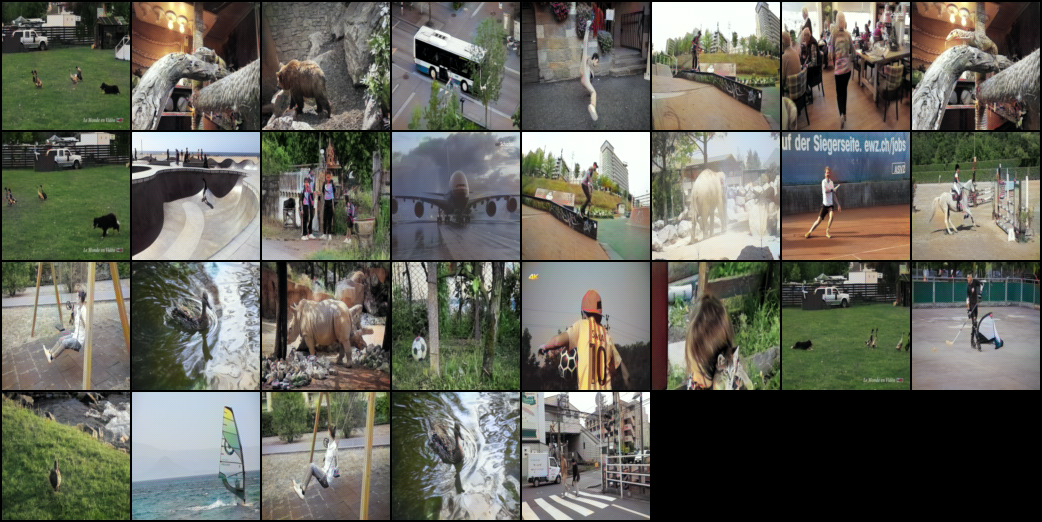 Le Monde en Vidéo
Le Monde en Vidéo
uf der Siegerseite. ewz.ch/jobs
4K
10
Le Monde en Vidéo